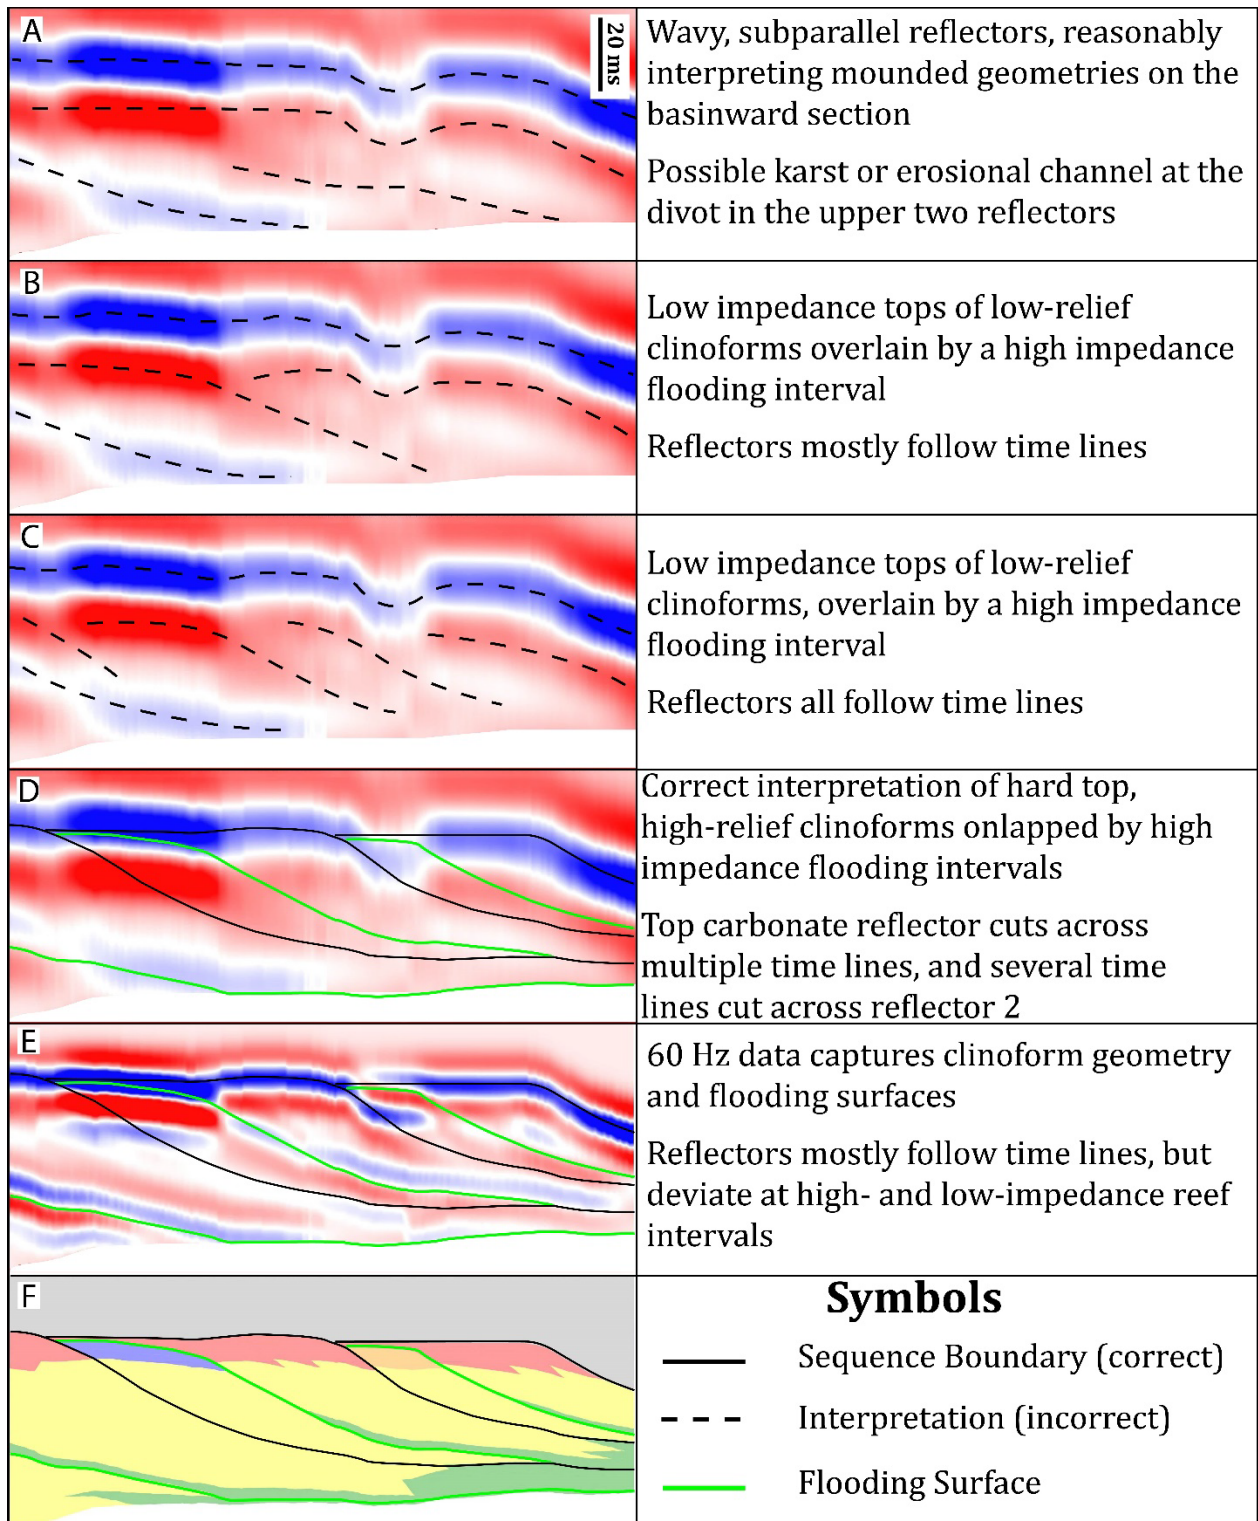 A
20 ms
Wavy, subparallel reflectors, reasonably
interpreting mounded geometries on the
basinward section
Possible karst or erosional channel at the
divot in the upper two reflectors
B
Low impedance tops of low-relief
clinoforms overlain by a high impedance
flooding interval
Reflectors mostly follow time lines
C
Low impedance tops of low-relief
clinoforms, overlain by a high impedance
flooding interval
Reflectors all follow time lines
D
Correct interpretation of hard top,
high-relief clinoforms onlapped by high
impedance flooding intervals
Top carbonate reflector cuts across
multiple time lines, and several time
lines cut across reflector 2
E
60 Hz data captures clinoform geometry
and flooding surfaces
Reflectors mostly follow time lines, but
deviate at high- and low-impedance reef
intervals
F
Symbols
Sequence Boundary (correct)
Interpretation (incorrect)
Flooding Surface